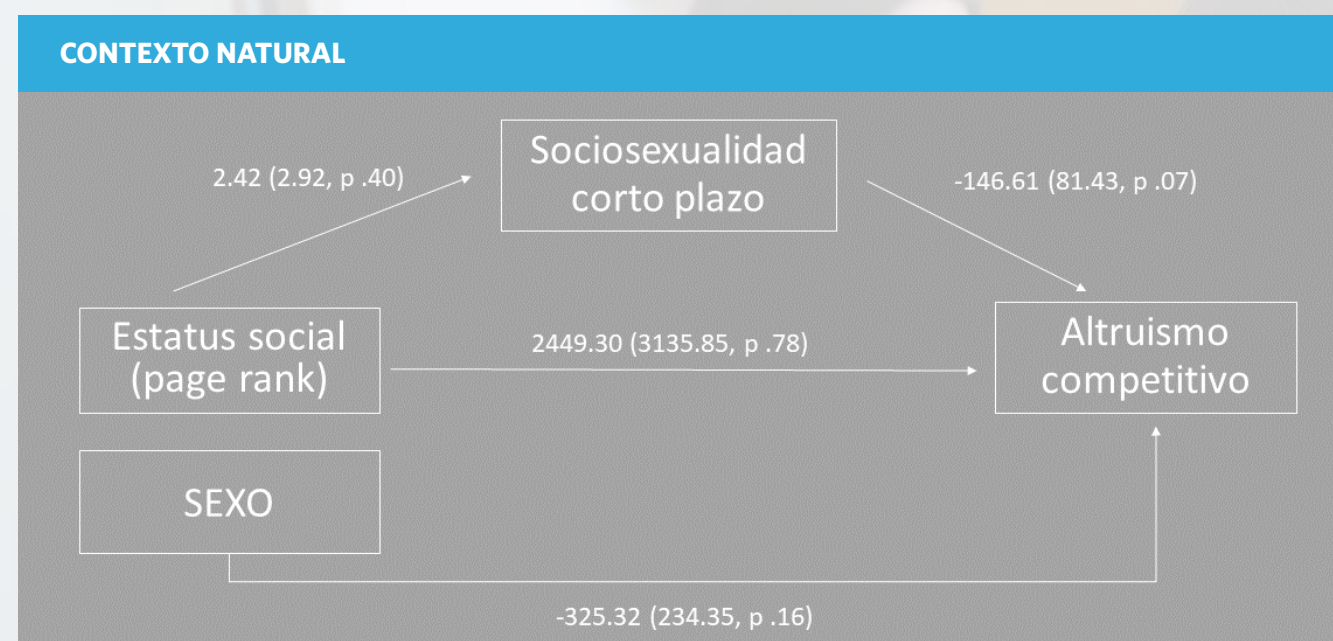 CONTEXTO NATURAL
Sociosexualidad
corto plazo
2.42 (2.92, p .40)
-146.61 (81.43, p .07)
Estatus social
(page rank)
2449.30 (3135.85, p .78)
Altruismo
competitivo
SEXO
-325.32 (234.35, p .16)